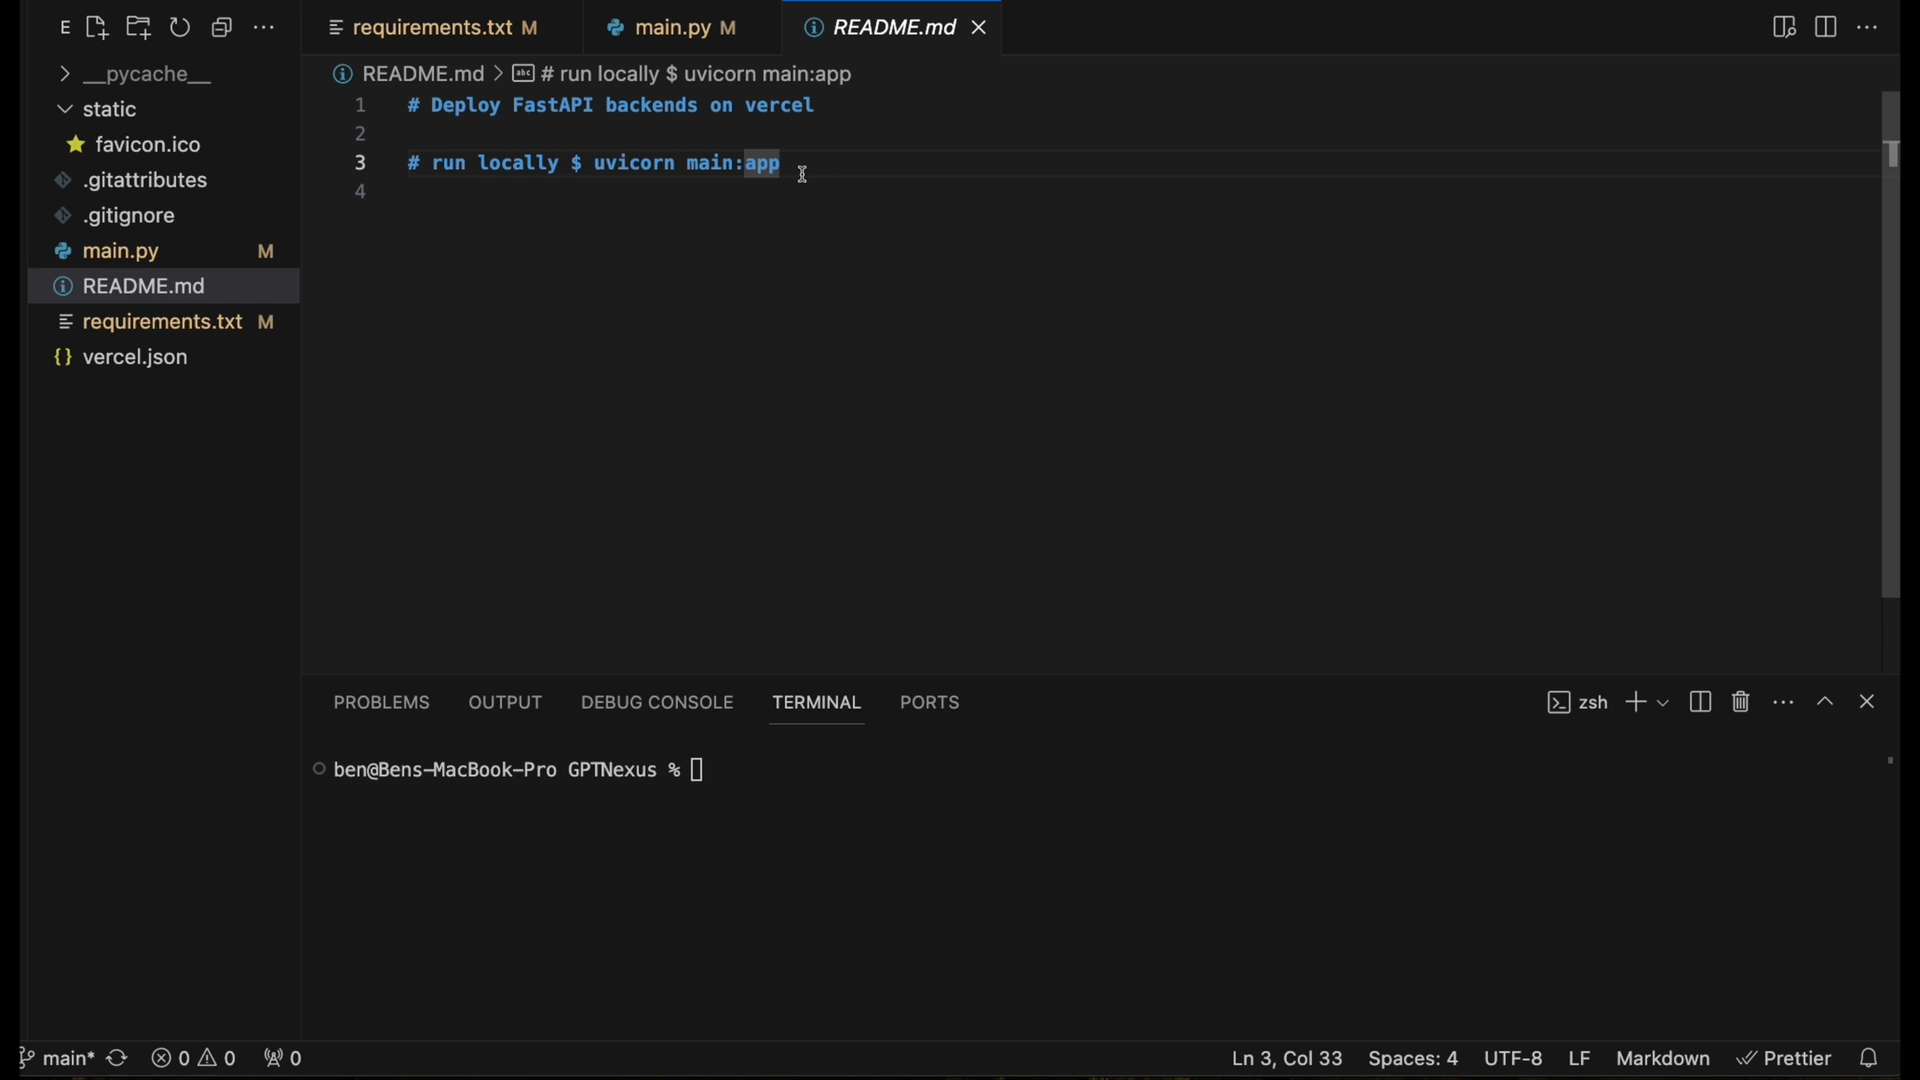 E
requirements.txt M
main.py M
README.md
README.md > # run locally $ uvicorn main:app
__pycache__
static
favicon.ico
.gitattributes
.gitignore
main.py M
README.md
requirements.txt M
{} vercel.json
1 # Deploy FastAPI backends on vercel
2
3 # run locally $ uvicorn main:app
4
PROBLEMS OUTPUT DEBUG CONSOLE TERMINAL PORTS
zsh
ben@Bens-MacBook-Pro GPTNexus %
main* 0 0 0
Ln 3, Col 33 Spaces: 4 UTF-8 LF Markdown Prettier